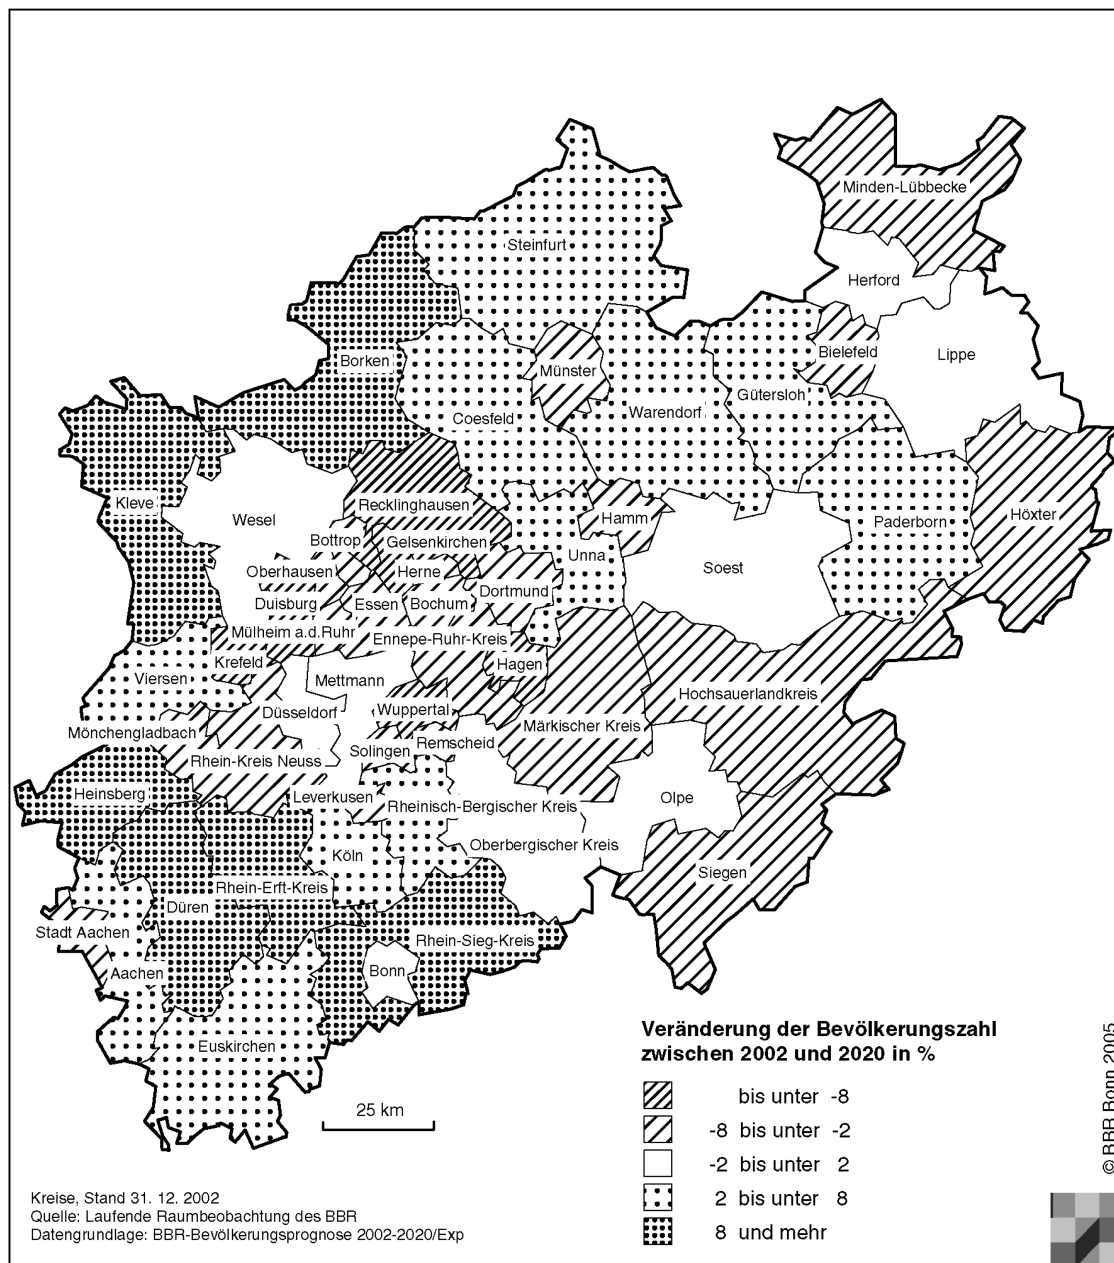 Minden-Lübbecke
Steinfurt
Herford
Bielefeld
Lippe
Borken
Münster
Gütersloh
Coesfeld
Warendorf
Kleve
Recklinghausen
Wesel
Hamm
Paderborn
Höxter
Bottrop
Gelsenkirchen
Unna
Soest
Oberhausen
Herne
Dortmund
Duisburg
Essen
Bochum
Mülheim a.d.Ruhr
Ennepe-Ruhr-Kreis
Krefeld
Hagen
Viersen
Mettmann
Hochsauerlandkreis
Düsseldorf
Wuppertal
Mönchengladbach
Märkischer Kreis
Solingen
Remscheid
Rhein-Kreis Neuss
Heinsberg
Leverkusen
Olpe
Rheinisch-Bergischer Kreis
Köln
Oberbergischer Kreis
Siegen
Rhein-Erft-Kreis
Düren
Stadt Aachen
Rhein-Sieg-Kreis
Aachen
Bonn
Euskirchen
25 km
Veränderung der Bevölkerungszahl
zwischen 2002 und 2020 in %
bis unter -8
-8 bis unter -2
-2 bis unter 2
2 bis unter 8
8 und mehr
© BBR Bonn 2005
Kreise, Stand 31. 12. 2002
Quelle: Laufende Raumbeobachtung des BBR
Datengrundlage: BBR-Bevölkerungsprognose 2002-2020/Exp